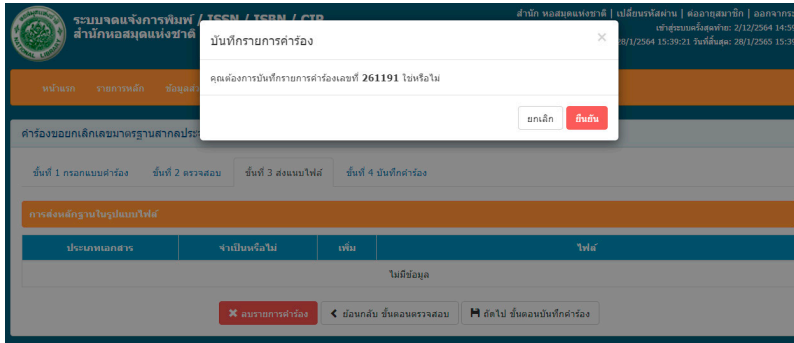 ระบบจดแจ้งการพิมพ์ / ISSN / ISBN / CIP
สำนักหอสมุดแห่งชาติ
สำนัก หอสมุดแห่งชาติ | เปลี่ยนรหัสผ่าน | ต่ออายุสมาชิก | ออกจากระ
เข้าสู่ระบบครั้งสุดท้าย: 2/12/2564 14:59
28/1/2564 15:39:21 วันที่สิ้นสุด: 28/1/2565 15:39
บันทึกรายการคำร้อง ×
คุณต้องการบันทึกรายการคำร้องเลขที่ 261191 ใช่หรือไม่
ยกเลิก ยืนยัน
หน้าแรก รายการหลัก ข้อมูลส่ว
คำร้องขอยกเลิกเลขมาตรฐานสากลประ
ขั้นที่ 1 กรอกแบบคำร้อง ขั้นที่ 2 ตรวจสอบ ขั้นที่ 3 ส่งแนบไฟล์ ขั้นที่ 4 บันทึกคำร้อง
การส่งหลักฐานในรูปแบบไฟล์
ประเภทเอกสาร จำเป็นหรือไม่ เพิ่ม ไฟล์
ไม่มีข้อมูล
ลบรายการคำร้อง ย้อนกลับ ขั้นตอนตรวจสอบ ถัดไป ขั้นตอนบันทึกคำร้อง